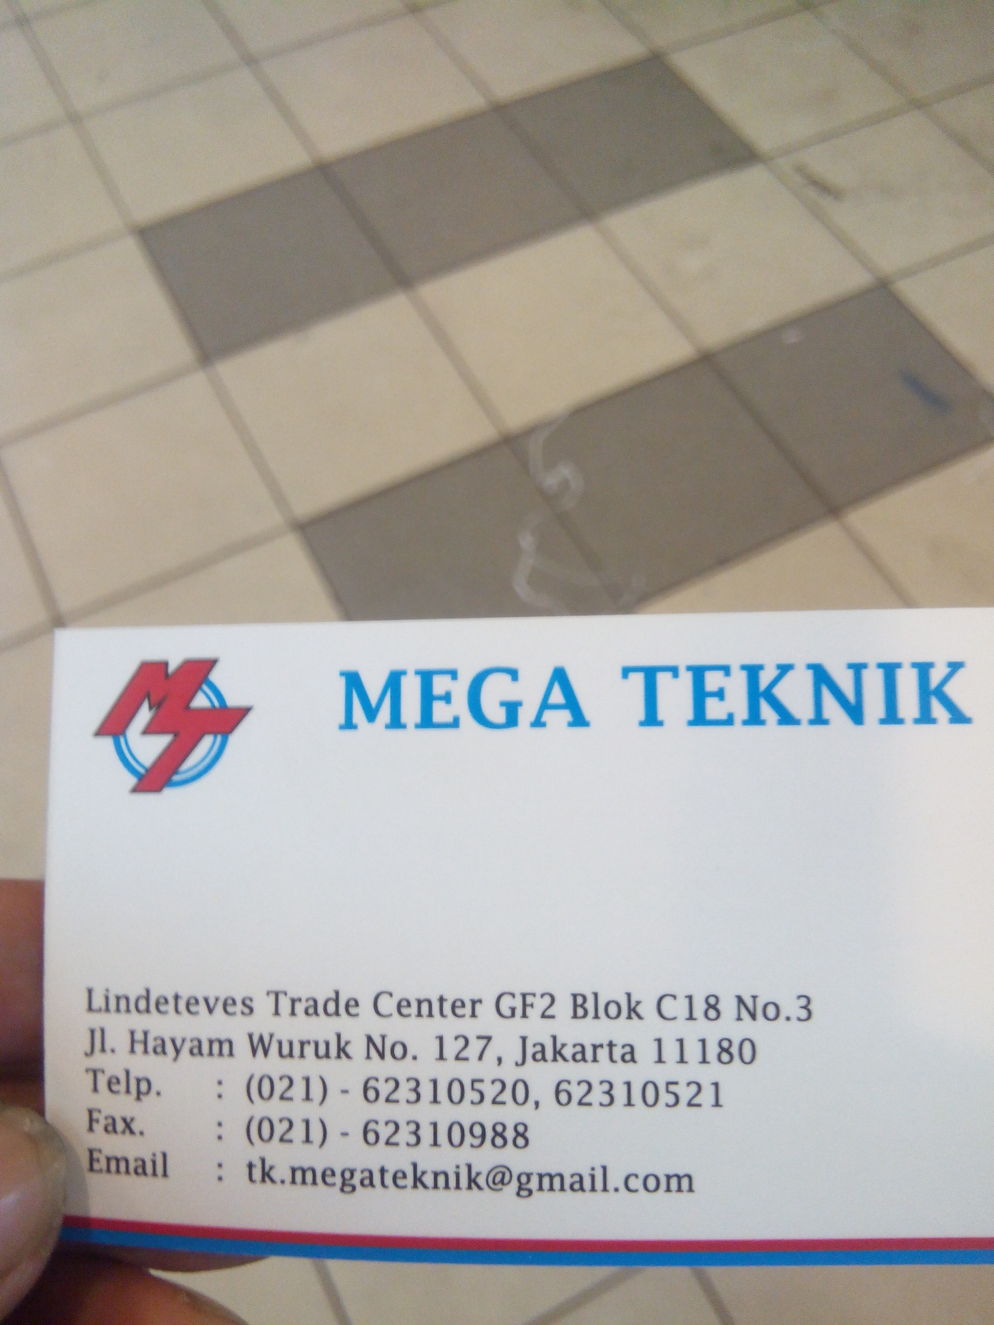 MT
MEGA TEKNIK
Lindeteves Trade Center GF2 Blok C18 No.3
Jl. Hayam Wuruk No. 127, Jakarta 11180
Telp. : (021) - 62310520, 62310521
Fax. : (021) - 62310988
Email : tk.megateknik@gmail.com